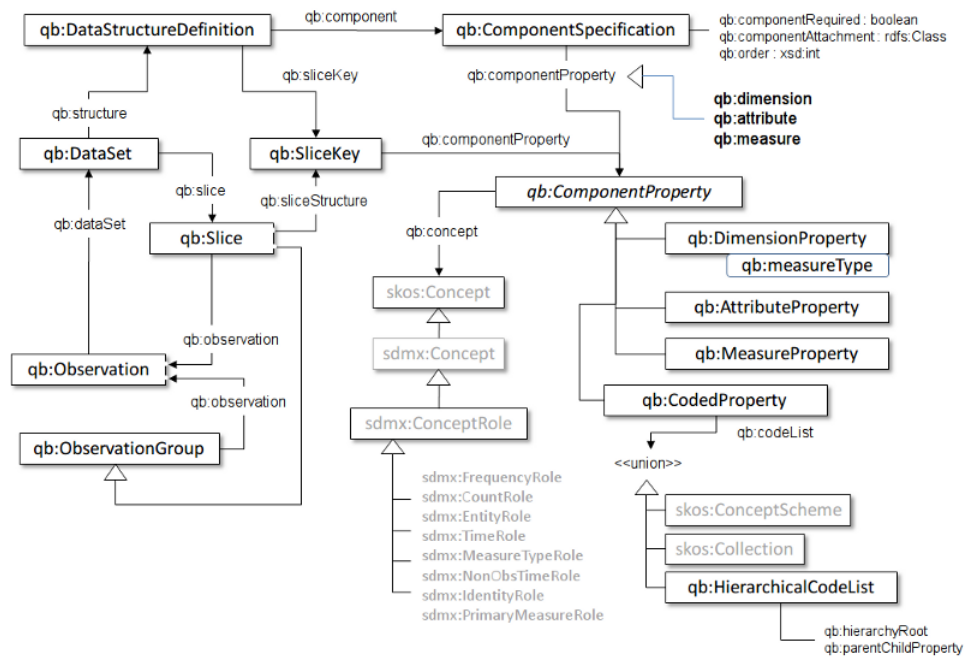 qb:component
qb:DataStructureDefinition
qb:ComponentSpecification
qb:componentRequired : boolean
qb:componentAttachment : rdfs:Class
qb:order : xsd:int
qb:sliceKey
qb:componentProperty
qb:dimension
qb:attribute
qb:measure
qb:structure
qb:DataSet
qb:SliceKey
qb:componentProperty
qb:slice
qb:sliceStructure
qb:ComponentProperty
qb:dataSet
qb:Slice
qb:concept
qb:DimensionProperty
qb:measureType
skos:Concept
qb:AttributeProperty
qb:observation
sdmx:Concept
qb:MeasureProperty
qb:Observation
qb:observation
qb:CodedProperty
sdmx:ConceptRole
qb:codeList
qb:ObservationGroup
<<union>>
sdmx:FrequencyRole
sdmx:CountRole
sdmx:EntityRole
sdmx:TimeRole
sdmx:MeasureTypeRole
sdmx:NonObsTimeRole
sdmx:IdentityRole
sdmx:PrimaryMeasureRole
skos:ConceptScheme
skos:Collection
qb:HierarchicalCodeList
qb:hierarchyRoot
qb:parentChildProperty